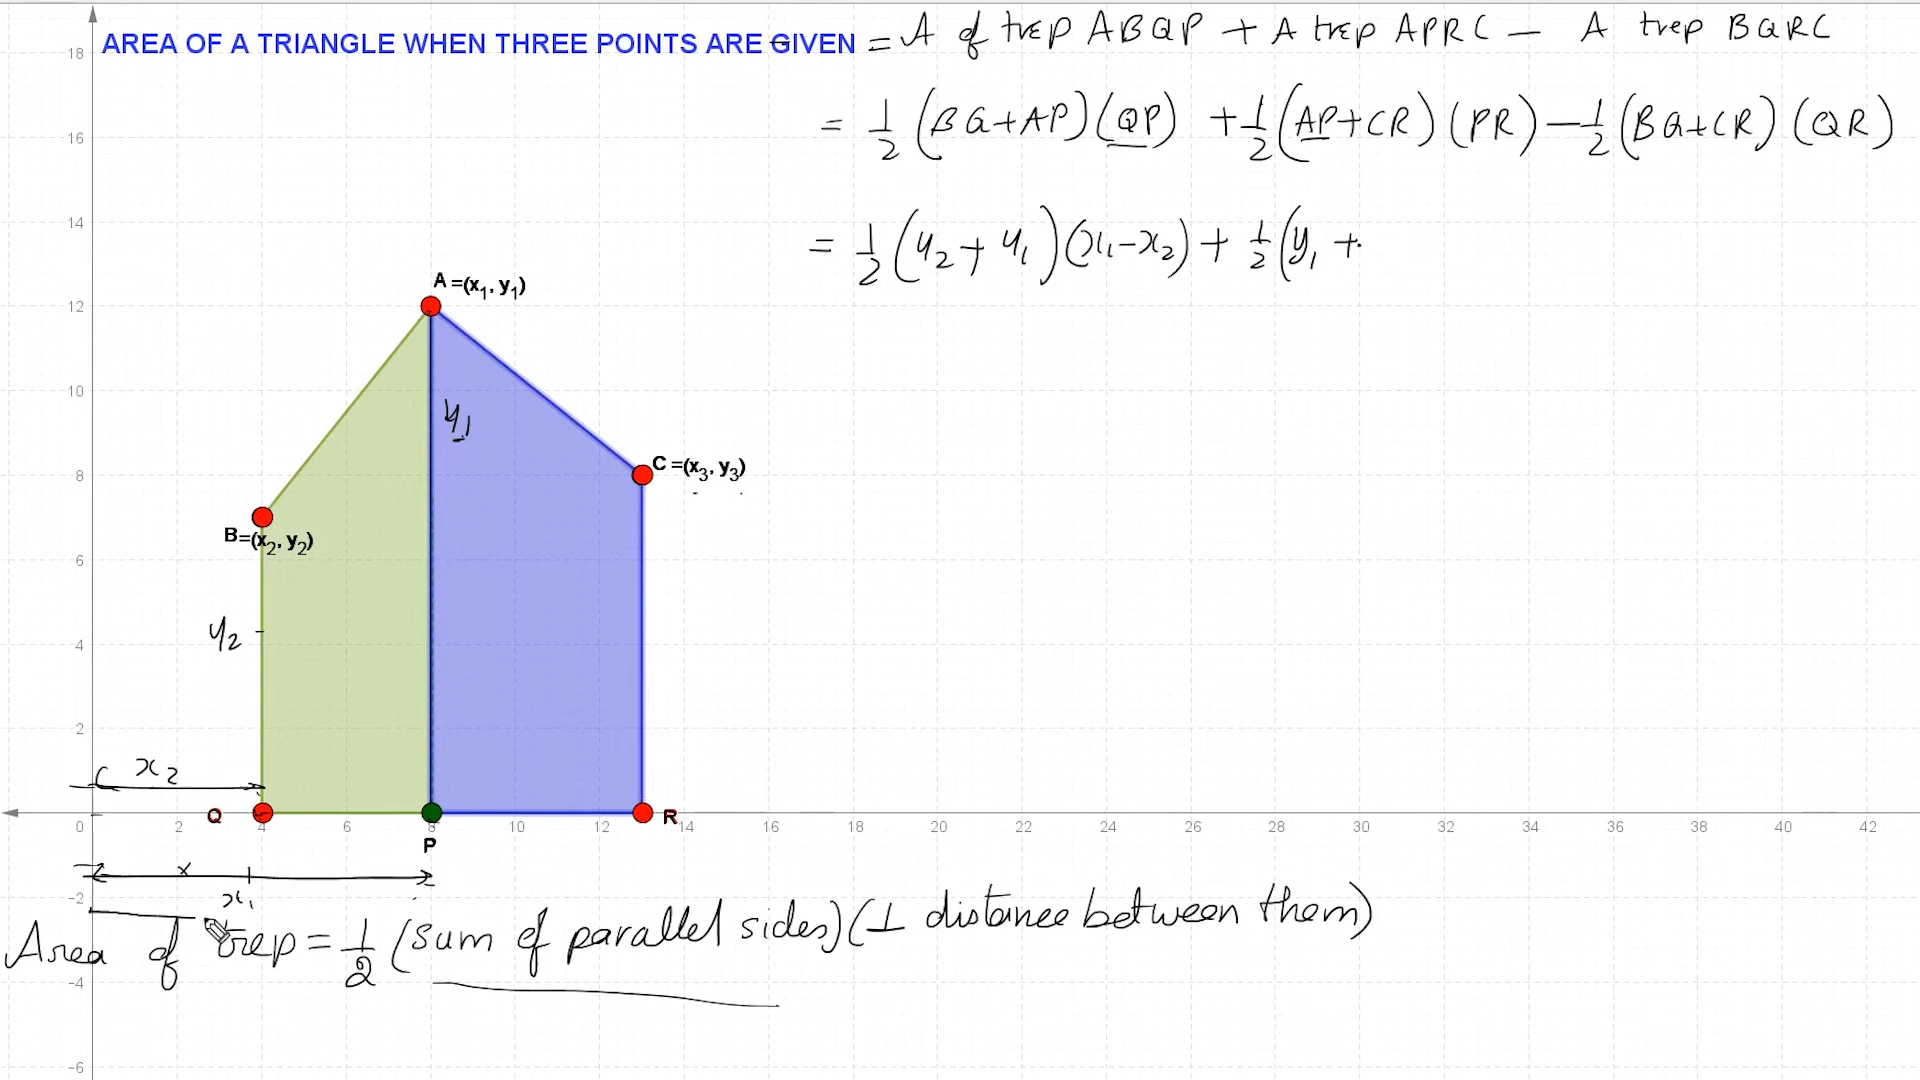 AREA OF A TRIANGLE WHEN THREE POINTS ARE GIVEN = A of trep ABQP + A trep APRC - A trep BQRC
= 1/2 (BQ+AP)(QP) + 1/2 (AP+CR)(PR) - 1/2 (BQ+CR)(QR)
= 1/2 (y2 + y1)(x1-x2) + 1/2 (y1 +
A =(x1, y1)
y1
C =(x3, y3)
B=(x2, y2)
y2
x2
Q
R
P
x
x1
Area of trep = 1/2 (sum of parallel sides)(⊥ distance between them)
18
16
14
12
10
8
6
4
2
0 2 4 6 8 10 12 14 16 18 20 22 24 26 28 30 32 34 36 38 40 42
-2
-4
-6